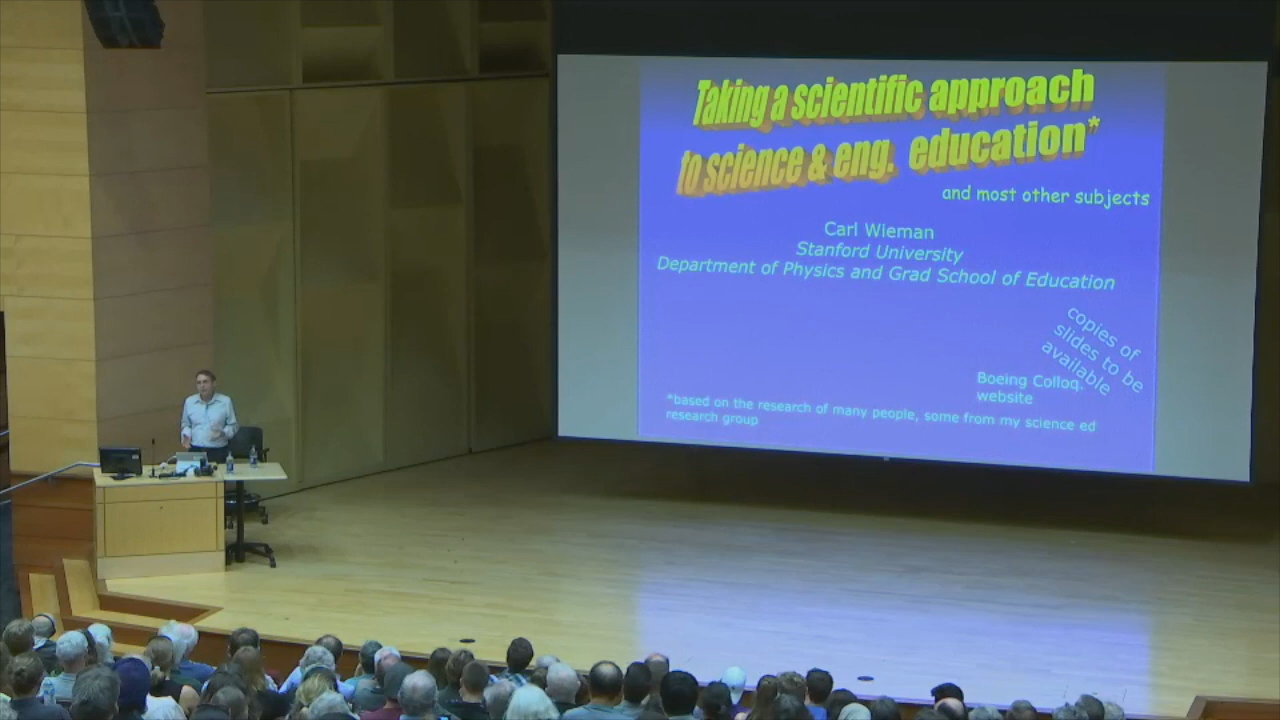 Taking a scientific approach
to science & eng. education*
and most other subjects
Carl Wieman
Stanford University
Department of Physics and Grad School of Education
copies of
slides to be
available
Boeing Colloq.
website
*based on the research of many people, some from my science ed
research group